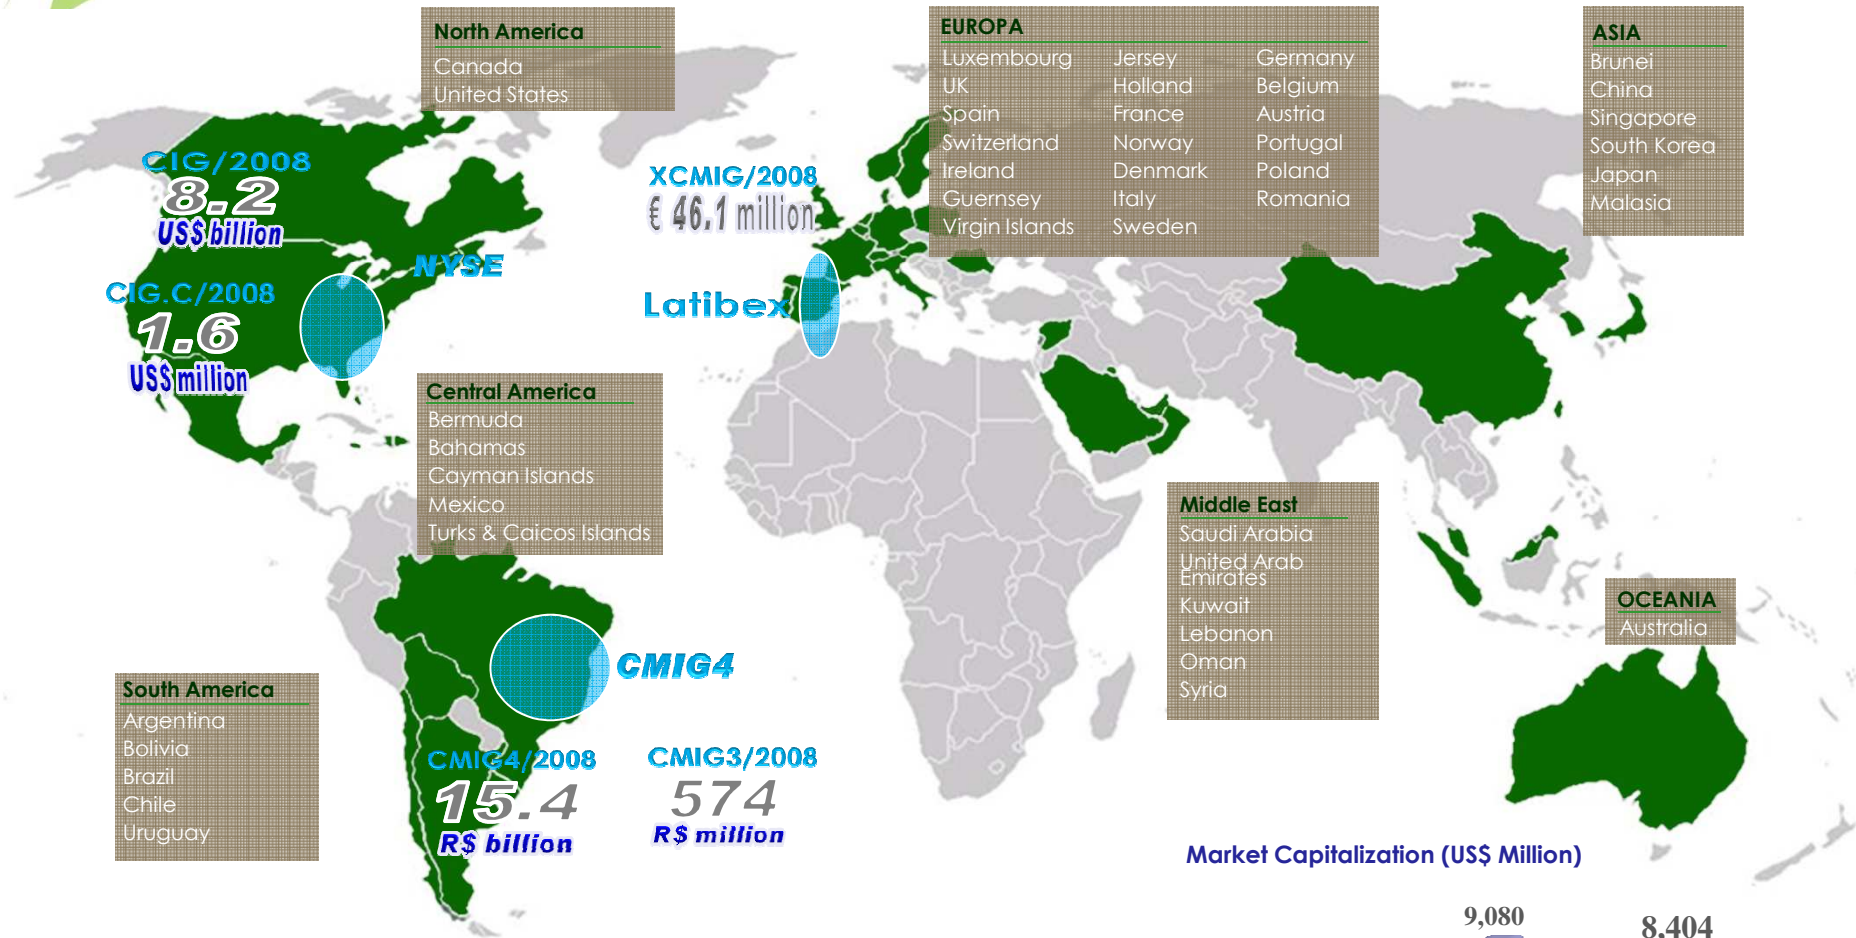 North America
Canada
United States
EUROPA
Luxembourg Jersey Germany
UK Holland Belgium
Spain France Austria
Switzerland Norway Portugal
Ireland Denmark Poland
Guernsey Italy Romania
Virgin Islands Sweden
ASIA
Brunei
China
Singapore
South Korea
Japan
Malasia
CIG/2008
8.2
US$ billion
NYSE
CIG.C/2008
1.6
US$ million
XCMIG/2008
€ 46.1 million
Latibex
Central America
Bermuda
Bahamas
Cayman Islands
Mexico
Turks & Caicos Islands
Middle East
Saudi Arabia
United Arab
Emirates
Kuwait
Lebanon
Oman
Syria
OCEANIA
Australia
South America
Argentina
Bolivia
Brazil
Chile
Uruguay
CMIG4
CMIG4/2008
15.4
R$ billion
CMIG3/2008
574
R$ million
Market Capitalization (US$ Million)
9,080
8,404